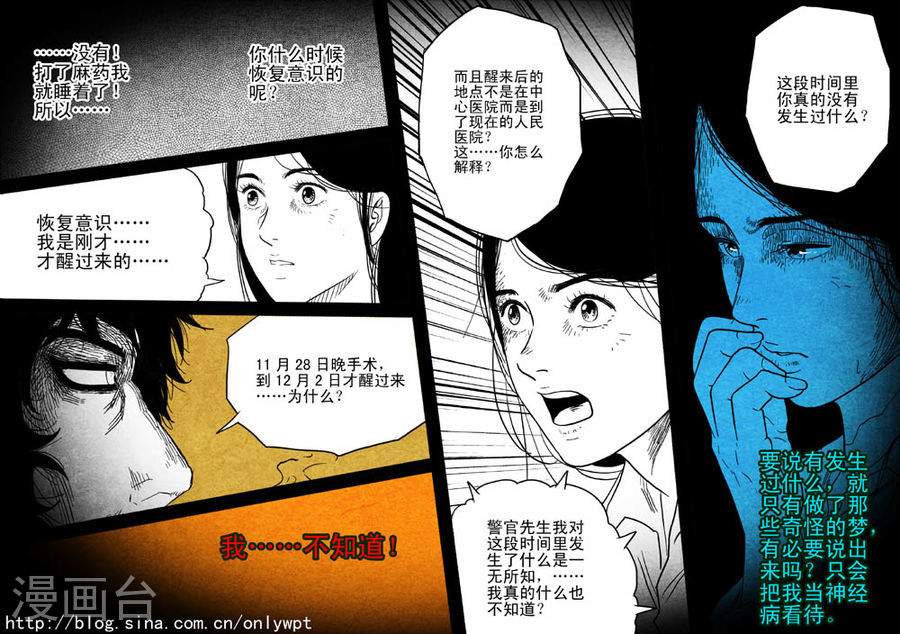 你什么时候
恢复意识的
呢？
……没有！
打了麻药我
就睡着了！
所以……
恢复意识……
我是刚才……
才醒过来的……
11月28日晚手术，
到12月2日才醒过来
……为什么？
我……不知道！
而且醒来后的
地点不是在中
心医院而是到
了现在的人民
医院？
这……你怎么
解释？
警官先生我对
这段时间里发
生了什么是一
无所知，……
我真的什么也
不知道？
这段时间里
你真的没有
发生过什么？
要说有发生
过什么，就
只有做了那
些奇怪的梦，
有必要说出
来吗？只会
把我当神经
病看待。
漫画台
http://blog.sina.com.cn/onlywpt